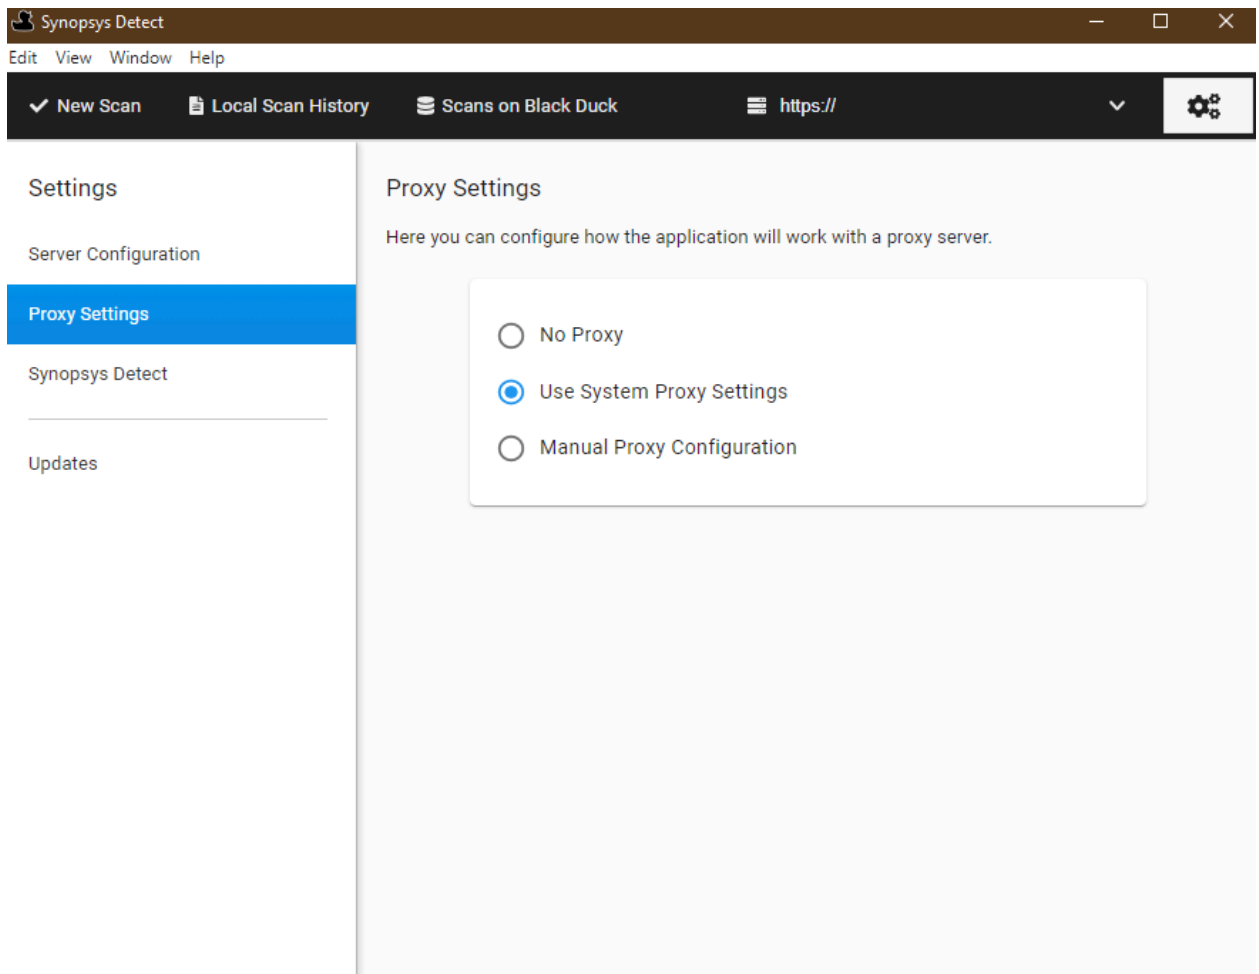 Synopsys Detect
Edit View Window Help
New Scan Local Scan History Scans on Black Duck https://
Settings
Server Configuration
Proxy Settings
Synopsys Detect
Updates
Proxy Settings
Here you can configure how the application will work with a proxy server.
No Proxy
Use System Proxy Settings
Manual Proxy Configuration